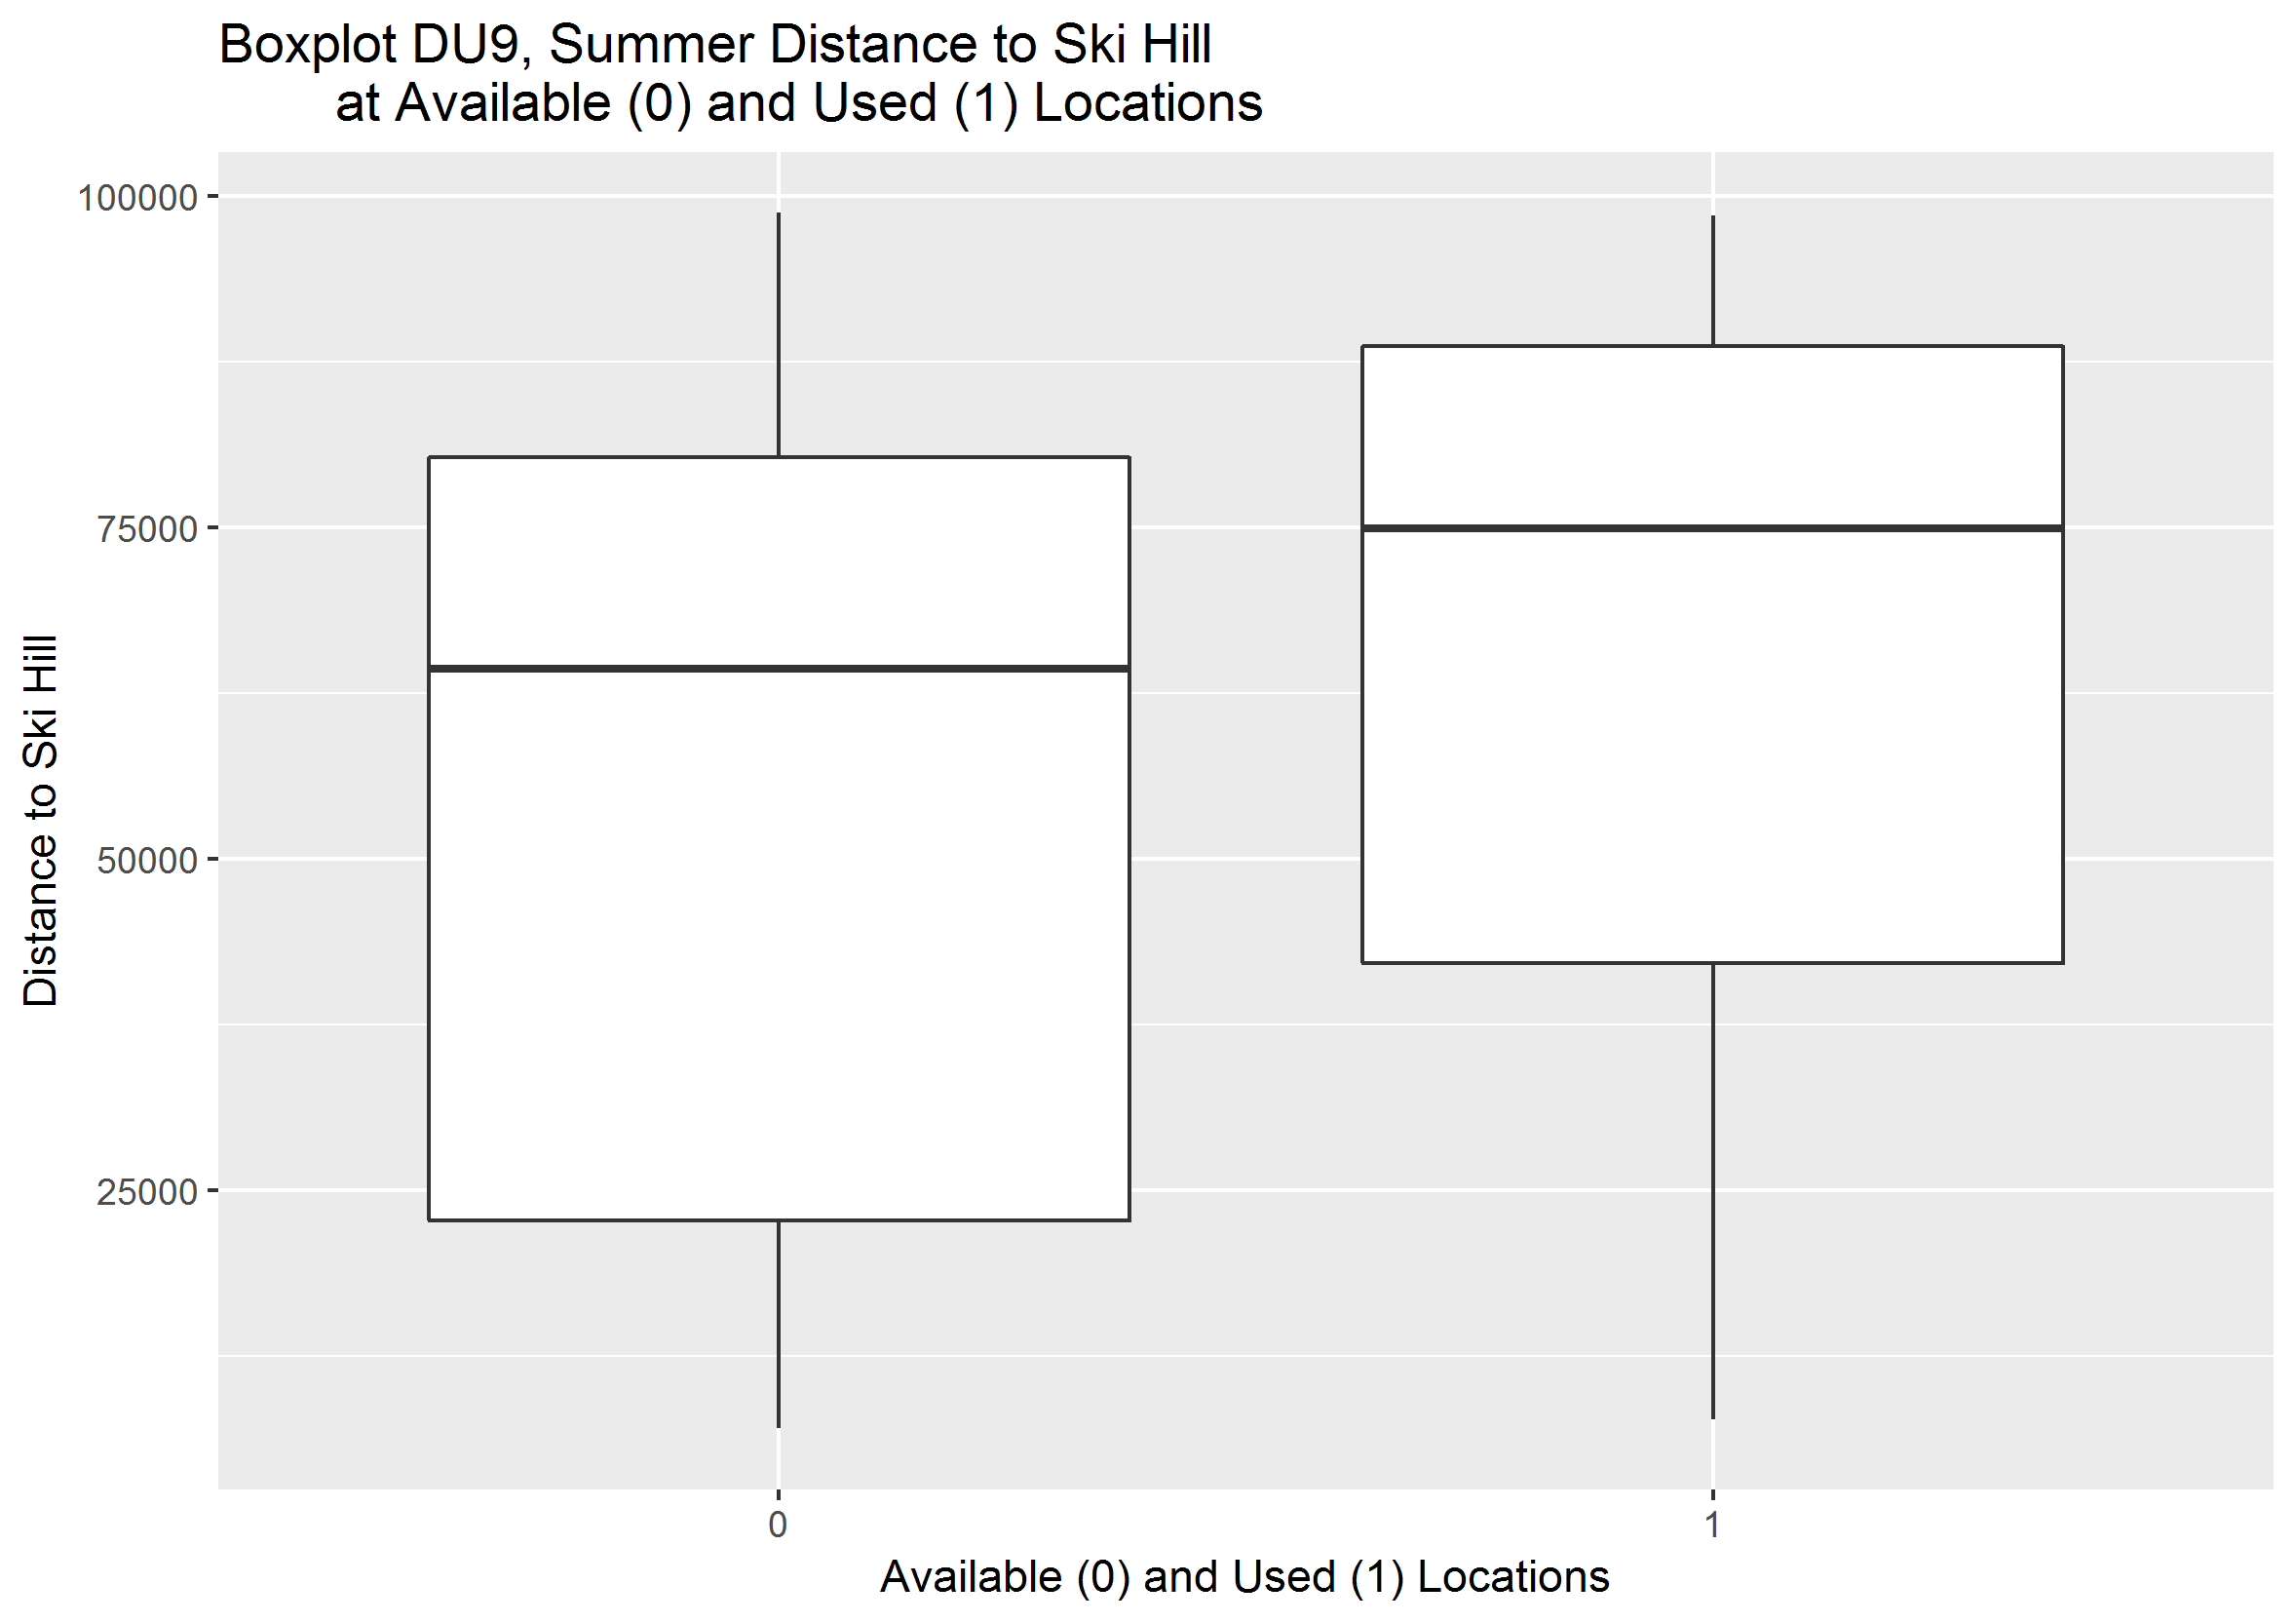 Boxplot DU9, Summer Distance to Ski Hill
at Available (0) and Used (1) Locations
100000
75000
50000
25000
Distance to Ski Hill
0
1
Available (0) and Used (1) Locations